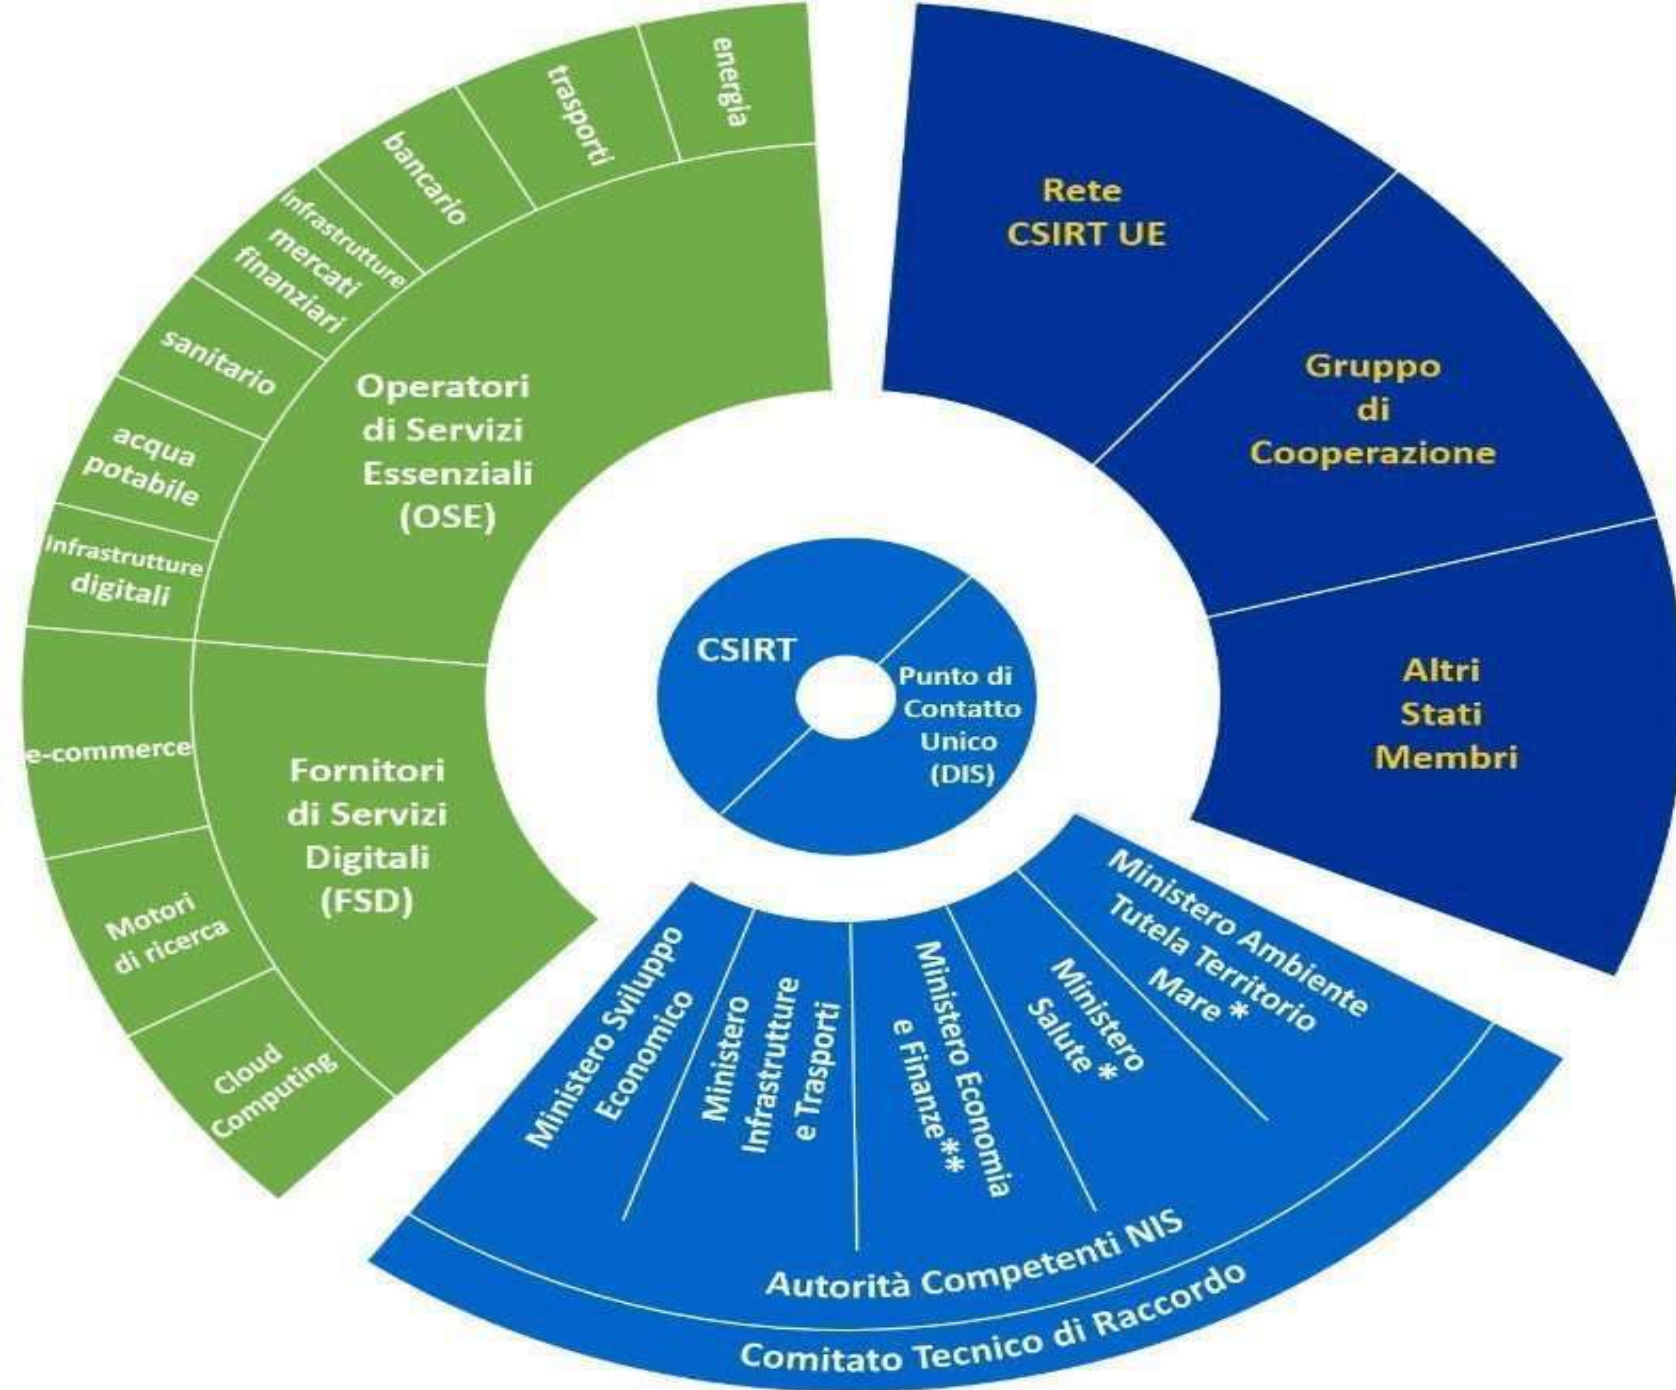 energia
trasporti
bancario
Infrastrutture
mercati
finanziari
sanitario
acqua
potabile
Infrastrutture
digitali
e-commerce
Motori
di ricerca
Cloud
Computing
Operatori
di Servizi
Essenziali
(OSE)
Fornitori
di Servizi
Digitali
(FSD)
Rete
CSIRT UE
Gruppo
di
Cooperazione
Altri
Stati
Membri
CSIRT
Punto di
Contatto
Unico
(DIS)
Ministero Sviluppo
Economico
Ministero
Infrastrutture
e Trasporti
Ministero Economia
e Finanze**
Ministero
Salute *
Ministero Ambiente
Tutela Territorio
Mare *
Autorità Competenti NIS
Comitato Tecnico di Raccordo